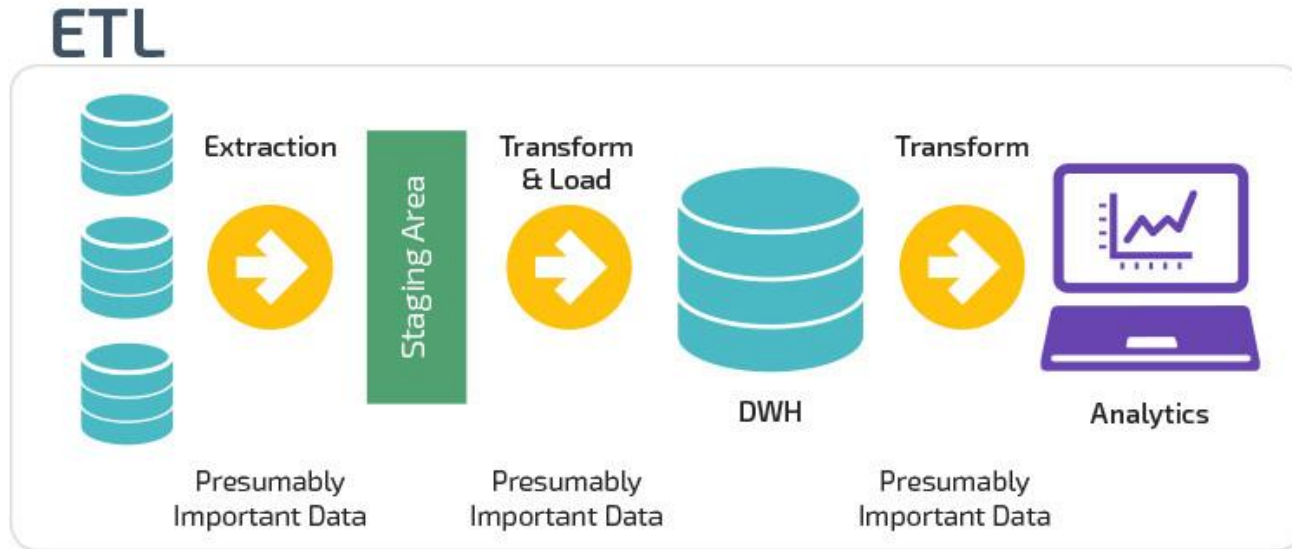 ETL
Extraction
Staging Area
Transform
& Load
Transform
DWH
Analytics
Presumably
Important Data
Presumably
Important Data
Presumably
Important Data